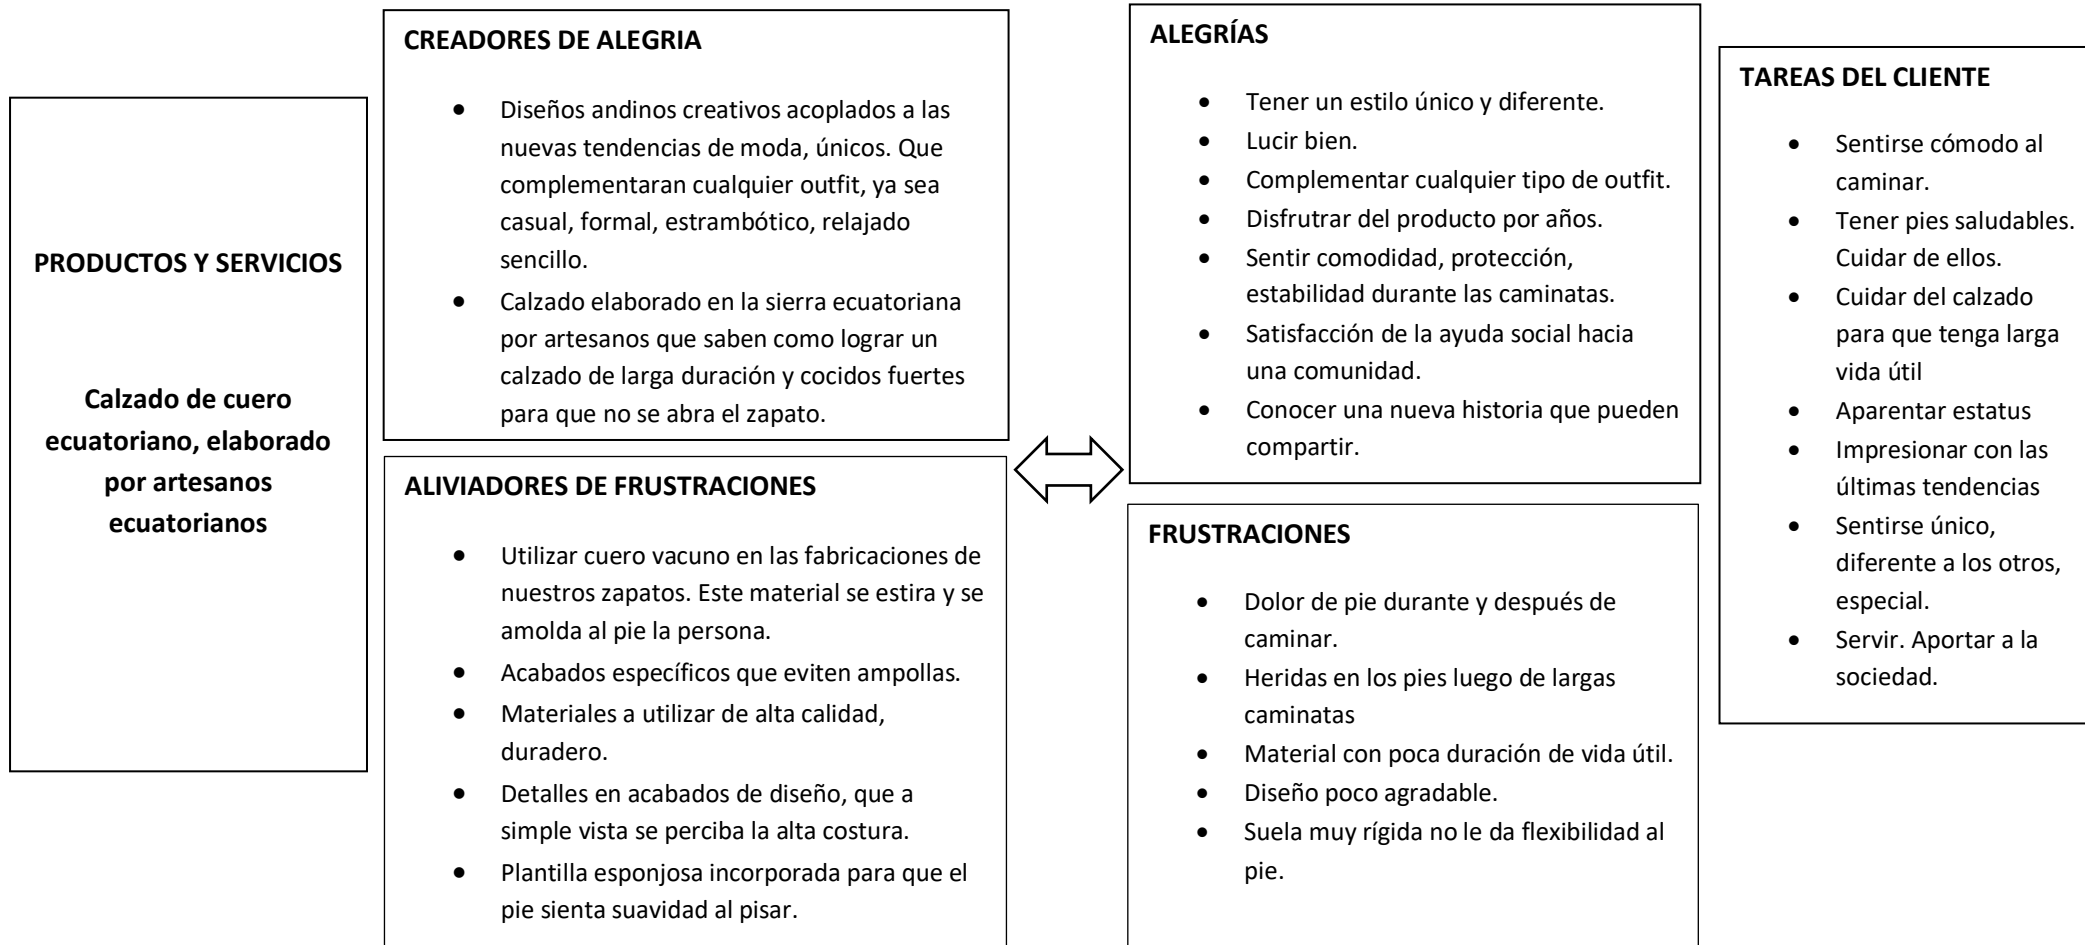 PRODUCTOS Y SERVICIOS
Calzado de cuero
ecuatoriano, elaborado
por artesanos
ecuatorianos
CREADORES DE ALEGRIA
• Diseños andinos creativos acoplados a las
nuevas tendencias de moda, únicos. Que
complementaran cualquier outfit, ya sea
casual, formal, estrambótico, relajado
sencillo.
• Calzado elaborado en la sierra ecuatoriana
por artesanos que saben como lograr un
calzado de larga duración y cocidos fuertes
para que no se abra el zapato.
ALIVIADORES DE FRUSTRACIONES
• Utilizar cuero vacuno en las fabricaciones de
nuestros zapatos. Este material se estira y se
amolda al pie la persona.
• Acabados específicos que eviten ampollas.
• Materiales a utilizar de alta calidad,
duradero.
• Detalles en acabados de diseño, que a
simple vista se perciba la alta costura.
• Plantilla esponjosa incorporada para que el
pie sienta suavidad al pisar.
ALEGRÍAS
• Tener un estilo único y diferente.
• Lucir bien.
• Complementar cualquier tipo de outfit.
• Disfrutrar del producto por años.
• Sentir comodidad, protección,
estabilidad durante las caminatas.
• Satisfacción de la ayuda social hacia
una comunidad.
• Conocer una nueva historia que pueden
compartir.
FRUSTRACIONES
• Dolor de pie durante y después de
caminar.
• Heridas en los pies luego de largas
caminatas
• Material con poca duración de vida útil.
• Diseño poco agradable.
• Suela muy rígida no le da flexibilidad al
pie.
TAREAS DEL CLIENTE
• Sentirse cómodo al
caminar.
• Tener pies saludables.
Cuidar de ellos.
• Cuidar del calzado
para que tenga larga
vida útil
• Aparentar estatus
• Impresionar con las
últimas tendencias
• Sentirse único,
diferente a los otros,
especial.
• Servir. Aportar a la
sociedad.